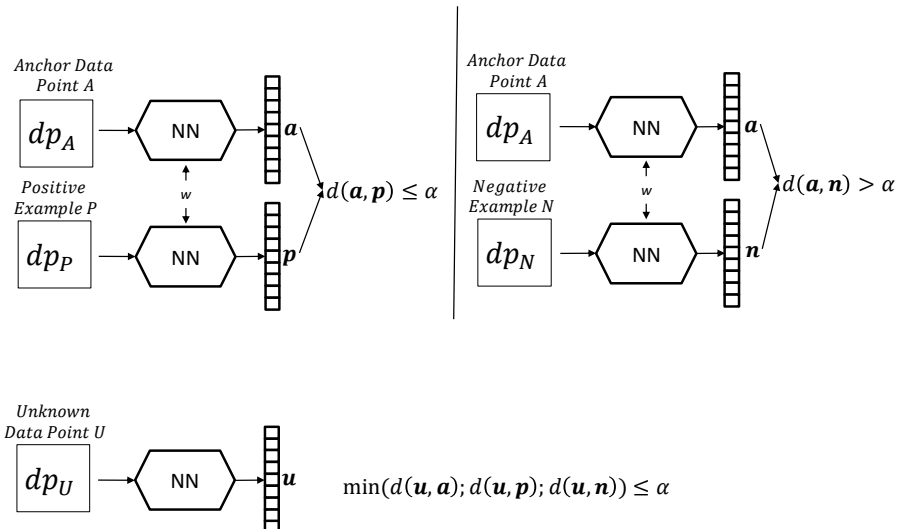 Anchor Data
Point A
dp_A
NN
a
w
d(a, p) ≤ α
Positive
Example P
dp_P
NN
p
Anchor Data
Point A
dp_A
NN
a
w
d(a, n) > α
Negative
Example N
dp_N
NN
n
Unknown
Data Point U
dp_U
NN
u
min(d(u, a); d(u, p); d(u, n)) ≤ α